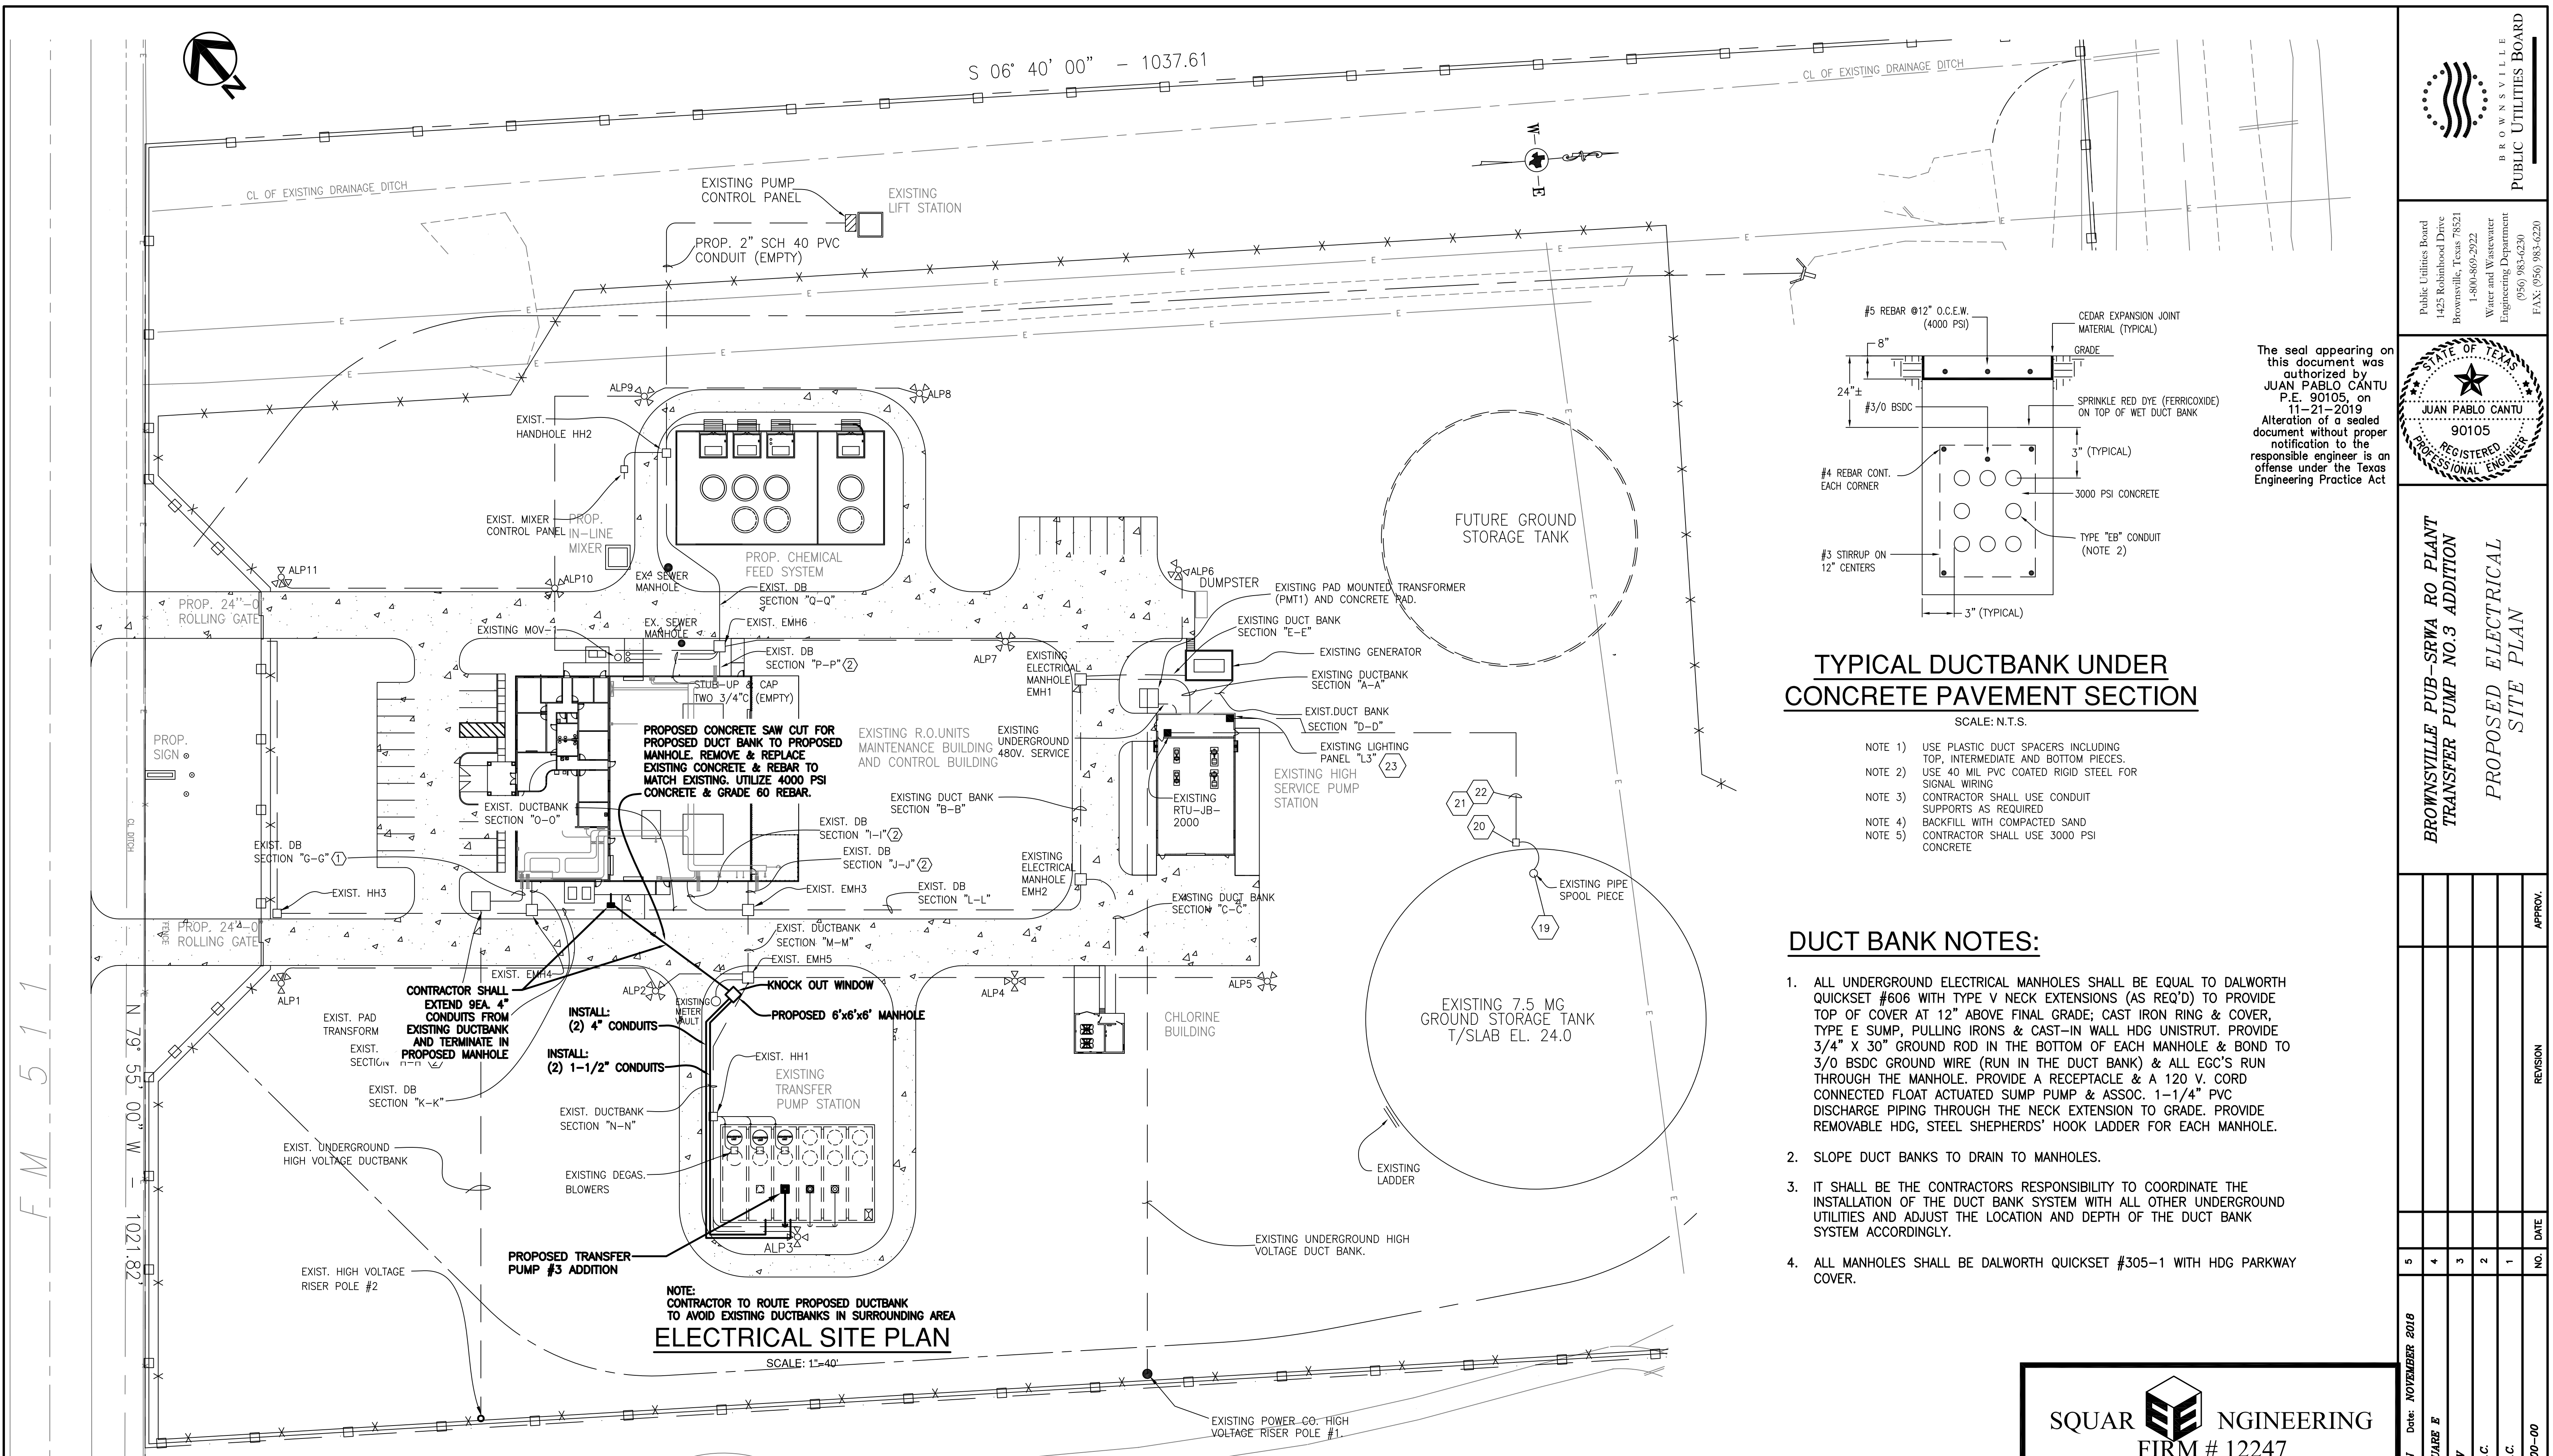 S 06° 40' 00" - 1037.61
N
CL OF EXISTING DRAINAGE DITCH
CL OF EXISTING DRAINAGE DITCH
W
E
EXISTING PUMP
CONTROL PANEL
EXISTING
LIFT STATION
PROP. 2" SCH 40 PVC
CONDUIT (EMPTY)
ALP9
ALP8
EXIST.
HANDHOLE HH2
EXIST. MIXER
CONTROL PANEL
PROP.
IN-LINE
MIXER
PROP. CHEMICAL
FEED SYSTEM
EX. SEWER
MANHOLE
EXIST. DB
SECTION "Q-Q"
ALP11
ALP10
PROP. 24"-0'
ROLLING GATE
EXISTING MOV-1
EX. SEWER
MANHOLE
EXIST. EMH6
EXIST. DB
SECTION "P-P" 2
STUB-UP & CAP
TWO 3/4"C (EMPTY)
ALP7
ALP6
DUMPSTER
EXISTING PAD MOUNTED TRANSFORMER
(PMT1) AND CONCRETE PAD.
EXISTING DUCT BANK
SECTION "E-E"
EXISTING GENERATOR
EXISTING DUCTBANK
SECTION "A-A"
EXIST.DUCT BANK
SECTION "D-D"
EXISTING LIGHTING
PANEL "L3" 23
EXISTING
ELECTRICAL
MANHOLE
EMH1
EXISTING
UNDERGROUND
480V. SERVICE
EXISTING HIGH
SERVICE PUMP
STATION
EXISTING
RTU-JB-
2000
FUTURE GROUND
STORAGE TANK
PROPOSED CONCRETE SAW CUT FOR
PROPOSED DUCT BANK TO PROPOSED
MANHOLE. REMOVE & REPLACE
EXISTING CONCRETE & REBAR TO
MATCH EXISTING. UTILIZE 4000 PSI
CONCRETE & GRADE 60 REBAR.
EXISTING R.O.UNITS
MAINTENANCE BUILDING
AND CONTROL BUILDING
PROP.
SIGN
EXIST. DUCTBANK
SECTION "O-O"
EXISTING DUCT BANK
SECTION "B-B"
EXIST. DB
SECTION "I-I" 2
EXIST. DB
SECTION "J-J" 2
EXIST. DB
SECTION "G-G" 1
EXIST. HH3
EXIST. EMH3
EXIST. DB
SECTION "L-L"
EXISTING
ELECTRICAL
MANHOLE
EMH2
EXISTING DUCT BANK
SECTION "C-C"
22
21
20
EXISTING PIPE
SPOOL PIECE
19
CL DITCH
FENCE
PROP. 24"-0'
ROLLING GATE
EXIST. DUCTBANK
SECTION "M-M"
EXIST. EMH5
EXIST. EMH4
KNOCK OUT WINDOW
PROPOSED 6'x6'x6' MANHOLE
ALP1
ALP2
ALP4
ALP5
CONTRACTOR SHALL
EXTEND 9EA. 4"
CONDUITS FROM
EXISTING DUCTBANK
AND TERMINATE IN
PROPOSED MANHOLE
EXISTING
METER
VAULT
EXIST. PAD
TRANSFORM
EXIST.
SECTION "H-H" 2
INSTALL:
(2) 4" CONDUITS
INSTALL:
(2) 1-1/2" CONDUITS
EXIST. HH1
EXISTING
TRANSFER
PUMP STATION
EXIST. DB
SECTION "K-K"
EXIST. DUCTBANK
SECTION "N-N"
CHLORINE
BUILDING
EXISTING 7.5 MG
GROUND STORAGE TANK
T/SLAB EL. 24.0
EXIST. UNDERGROUND
HIGH VOLTAGE DUCTBANK
EXISTING DEGAS.
BLOWERS
EXISTING
LADDER
EXISTING UNDERGROUND HIGH
VOLTAGE DUCT BANK.
ALP3
PROPOSED TRANSFER
PUMP #3 ADDITION
EXIST. HIGH VOLTAGE
RISER POLE #2
NOTE:
CONTRACTOR TO ROUTE PROPOSED DUCTBANK
TO AVOID EXISTING DUCTBANKS IN SURROUNDING AREA
ELECTRICAL SITE PLAN
SCALE: 1"=40'
EXISTING POWER CO. HIGH
VOLTAGE RISER POLE #1.
FM 511
N 79° 55' 00" W - 1021.82'
#5 REBAR @12" O.C.E.W.
(4000 PSI)
CEDAR EXPANSION JOINT
MATERIAL (TYPICAL)
GRADE
8"
24"±
#3/0 BSDC
SPRINKLE RED DYE (FERRICOXIDE)
ON TOP OF WET DUCT BANK
3" (TYPICAL)
#4 REBAR CONT.
EACH CORNER
3000 PSI CONCRETE
TYPE "EB" CONDUIT
(NOTE 2)
#3 STIRRUP ON
12" CENTERS
3" (TYPICAL)
TYPICAL DUCTBANK UNDER
CONCRETE PAVEMENT SECTION
SCALE: N.T.S.
NOTE 1) USE PLASTIC DUCT SPACERS INCLUDING
TOP, INTERMEDIATE AND BOTTOM PIECES.
NOTE 2) USE 40 MIL PVC COATED RIGID STEEL FOR
SIGNAL WIRING
NOTE 3) CONTRACTOR SHALL USE CONDUIT
SUPPORTS AS REQUIRED
NOTE 4) BACKFILL WITH COMPACTED SAND
NOTE 5) CONTRACTOR SHALL USE 3000 PSI
CONCRETE
DUCT BANK NOTES:
1. ALL UNDERGROUND ELECTRICAL MANHOLES SHALL BE EQUAL TO DALWORTH
QUICKSET #606 WITH TYPE V NECK EXTENSIONS (AS REQ'D) TO PROVIDE
TOP OF COVER AT 12" ABOVE FINAL GRADE; CAST IRON RING & COVER,
TYPE E SUMP, PULLING IRONS & CAST-IN WALL HDG UNISTRUT. PROVIDE
3/4" X 30" GROUND ROD IN THE BOTTOM OF EACH MANHOLE & BOND TO
3/0 BSDC GROUND WIRE (RUN IN THE DUCT BANK) & ALL EGC'S RUN
THROUGH THE MANHOLE. PROVIDE A RECEPTACLE & A 120 V. CORD
CONNECTED FLOAT ACTUATED SUMP PUMP & ASSOC. 1-1/4" PVC
DISCHARGE PIPING THROUGH THE NECK EXTENSION TO GRADE. PROVIDE
REMOVABLE HDG, STEEL SHEPHERDS' HOOK LADDER FOR EACH MANHOLE.
2. SLOPE DUCT BANKS TO DRAIN TO MANHOLES.
3. IT SHALL BE THE CONTRACTORS RESPONSIBILITY TO COORDINATE THE
INSTALLATION OF THE DUCT BANK SYSTEM WITH ALL OTHER UNDERGROUND
UTILITIES AND ADJUST THE LOCATION AND DEPTH OF THE DUCT BANK
SYSTEM ACCORDINGLY.
4. ALL MANHOLES SHALL BE DALWORTH QUICKSET #305-1 WITH HDG PARKWAY
COVER.
The seal appearing on
this document was
authorized by
JUAN PABLO CANTU
P.E. 90105, on
11-21-2019
Alteration of a sealed
document without proper
notification to the
responsible engineer is an
offense under the Texas
Engineering Practice Act
BROWNSVILLE
PUBLIC UTILITIES BOARD
Public Utilities Board
1425 Robinhood Drive
Brownsville, Texas 78521
1-800-869-2922
Water and Wastewater
Engineering Department
(956) 983-6230
FAX: (956) 983-6220
STATE OF TEXAS
JUAN PABLO CANTU
90105
REGISTERED
PROFESSIONAL ENGINEER
BROWNSVILLE PUB-SRWA RO PLANT
TRANSFER PUMP NO.3 ADDITION
PROPOSED ELECTRICAL
SITE PLAN
5
4
3
2
1
NO. DATE REVISION APPROV.
Date: NOVEMBER 2018
SQUAR EE NGINEERING
FIRM # 12247